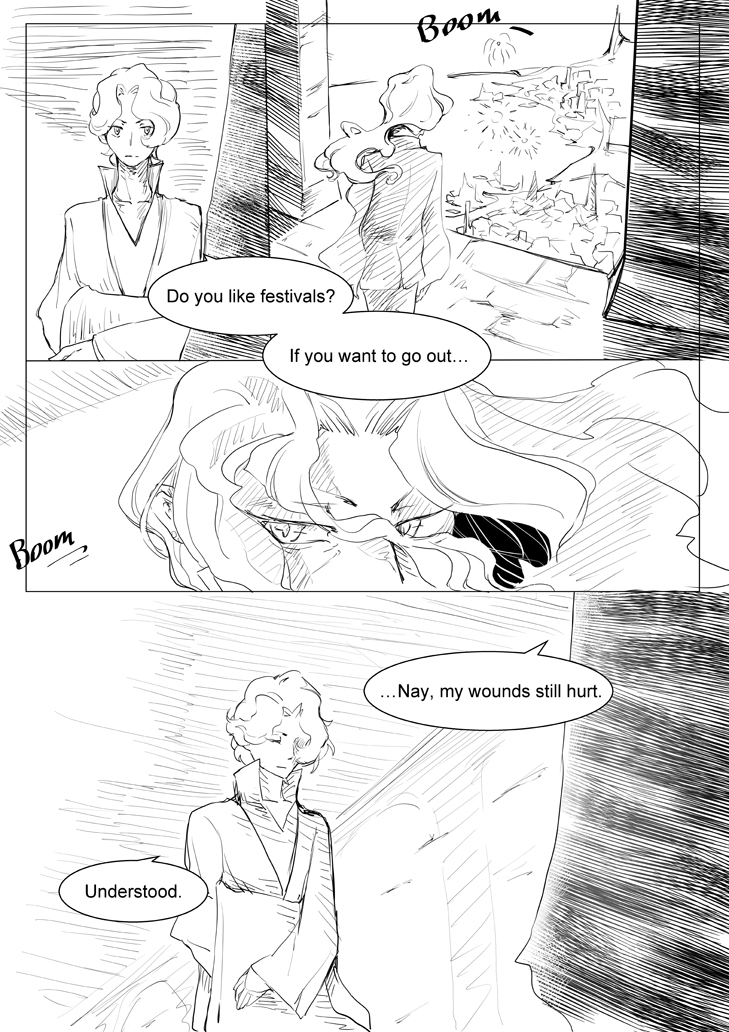 Boom
Do you like festivals?
If you want to go out…
Boom
…Nay, my wounds still hurt.
Understood.